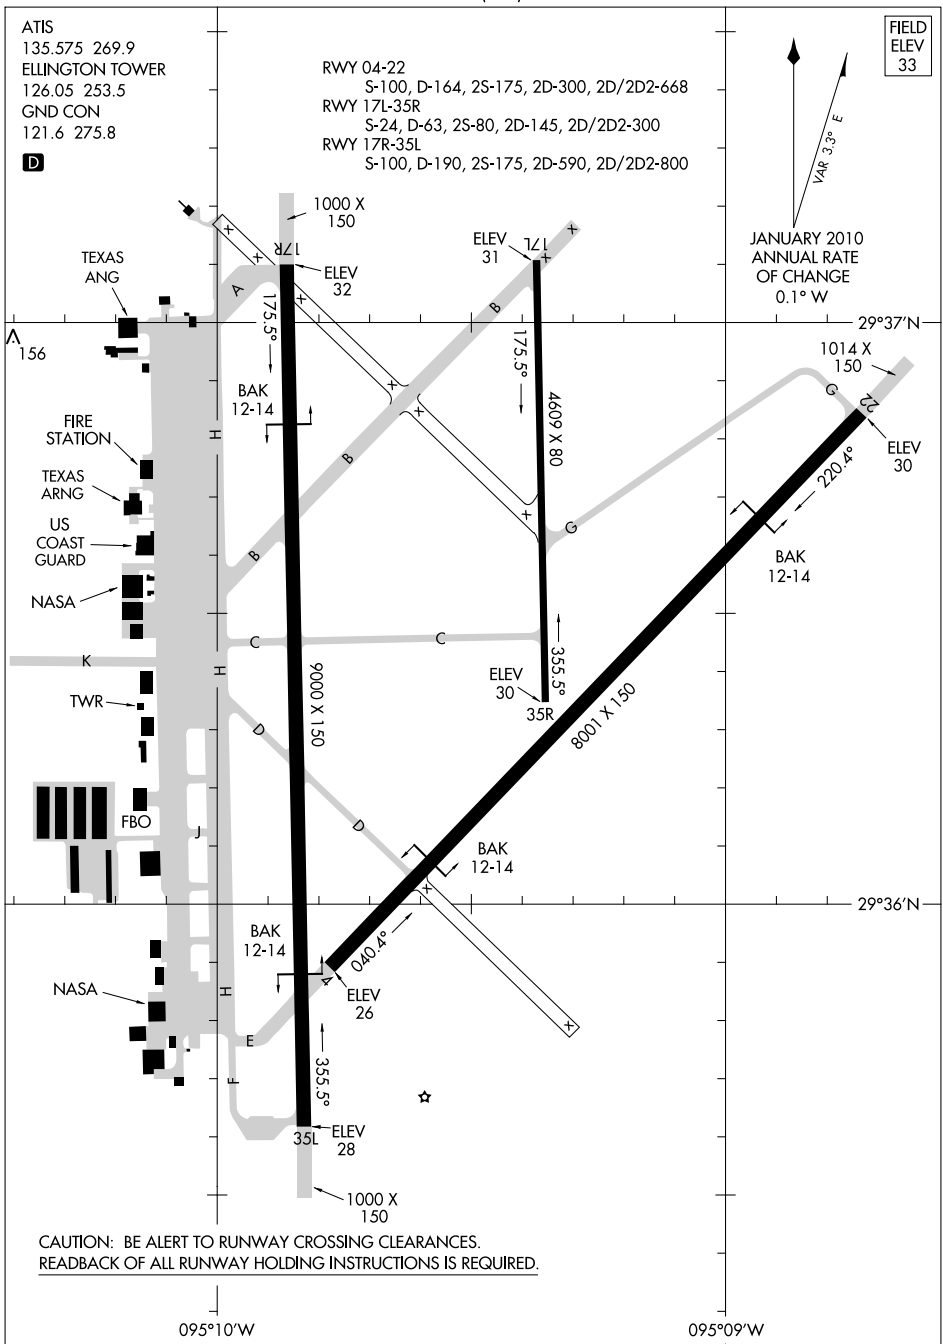 ATIS
135.575 269.9
ELLINGTON TOWER
126.05 253.5
GND CON
121.6 275.8
D
RWY 04-22
S-100, D-164, 2S-175, 2D-300, 2D/2D2-668
RWY 17L-35R
S-24, D-63, 2S-80, 2D-145, 2D/2D2-300
RWY 17R-35L
S-100, D-190, 2S-175, 2D-590, 2D/2D2-800
FIELD
ELEV
33
VAR 3.3° E
JANUARY 2010
ANNUAL RATE
OF CHANGE
0.1° W
1000 X
150
17R
ELEV
32
ELEV
31
17L
X
X
X
X
X
X
X
X
TEXAS
ANG
A
175.5°
B
175.5°
29°37'N
156
1014 X
150
G
22
ELEV
30
BAK
12-14
H
B
4609 X 80
220.4°
FIRE
STATION
TEXAS
ARNG
US
COAST
GUARD
NASA
B
G
BAK
12-14
C
C
K
H
TWR
9000 X 150
ELEV
30
355.5°
35R
8001 X 150
D
D
FBO
J
BAK
12-14
X
29°36'N
BAK
12-14
040.4°
4
ELEV
26
NASA
H
E
F
X
355.5°
35L
ELEV
28
1000 X
150
CAUTION: BE ALERT TO RUNWAY CROSSING CLEARANCES.
READBACK OF ALL RUNWAY HOLDING INSTRUCTIONS IS REQUIRED.
095°10'W
095°09'W